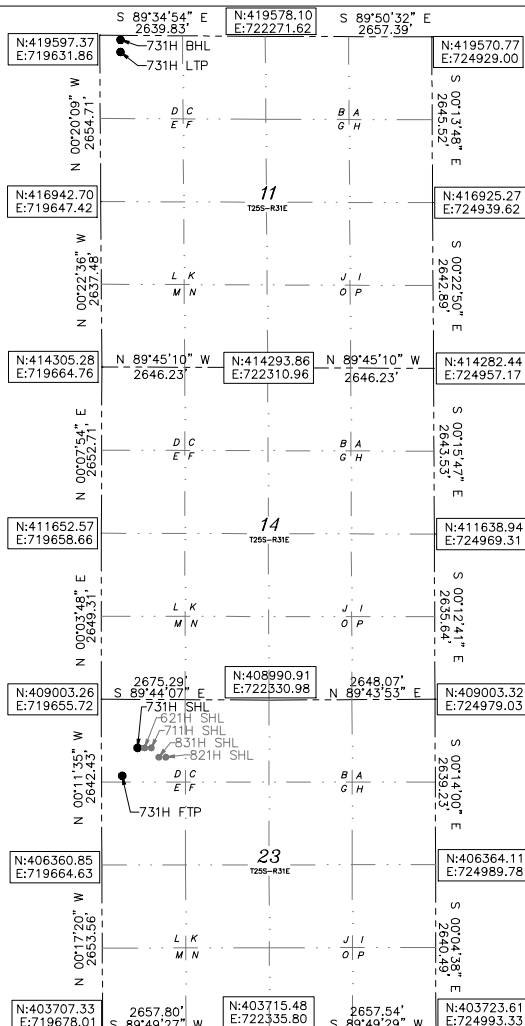 S 89°34'54" E
2639.83'
N:419578.10
E:722271.62
S 89°50'32" E
2657.39'
N:419597.37
E:719631.86
731H BHL
731H LTP
N:419570.77
E:724929.00
N 00°20'09" W
2654.71'
D C
E F
B A
G H
S 00°13'48" E
2645.52'
N:416942.70
E:719647.42
11
T25S-R31E
N:416925.27
E:724939.62
N 00°22'36" W
2637.48'
L K
M N
J I
O P
S 00°22'50" E
2642.89'
N:414305.28
E:719664.76
N 89°45'10" W
2646.23'
N:414293.86
E:722310.96
N 89°45'10" W
2646.23'
N:414282.44
E:724957.17
N 00°07'54" E
2652.71'
D C
E F
B A
G H
S 00°15'47" E
2643.53'
N:411652.57
E:719658.66
14
T25S-R31E
N:411638.94
E:724969.31
N 00°03'48" E
2649.31'
L K
M N
J I
O P
S 00°12'41" E
2635.64'
N:409003.26
E:719655.72
2675.29'
S 89°44'07" E
N:408990.91
E:722330.98
2648.07'
N 89°43'53" E
N:409003.32
E:724979.03
731H SHL
621H SHL
711H SHL
831H SHL
821H SHL
N 00°11'35" W
2642.43'
D C
E F
B A
G H
S 00°14'00" E
2639.23'
731H FTP
N:406360.85
E:719664.63
23
T25S-R31E
N:406364.11
E:724989.78
N 00°17'20" W
2653.56'
L K
M N
J I
O P
S 00°04'38" E
2640.49'
N:403707.33
E:719678.01
2657.80'
S 89°49'27" W
N:403715.48
E:722335.80
2657.54'
S 89°49'29" W
N:403723.61
E:724993.33